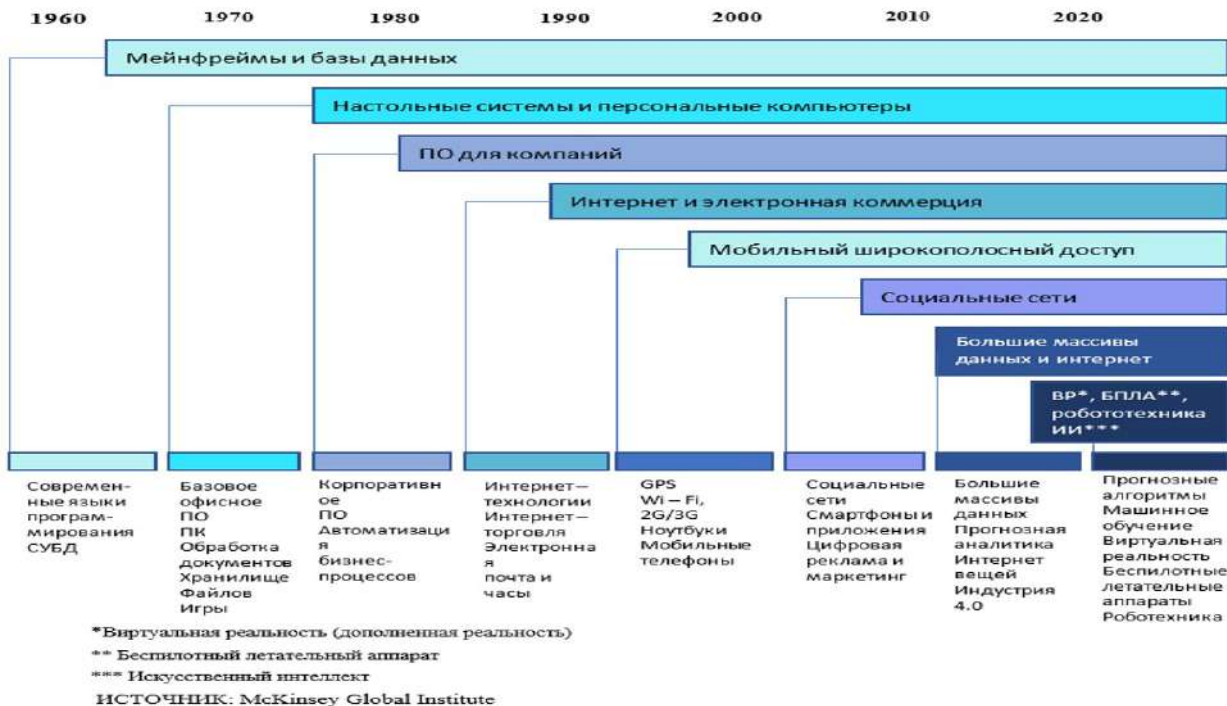 1960 1970 1980 1990 2000 2010 2020
Мейнфреймы и базы данных
Настольные системы и персональные компьютеры
ПО для компаний
Интернет и электронная коммерция
Мобильный широкополосный доступ
Социальные сети
Большие массивы
данных и интернет
ВР*, БПЛА**,
робототехника
ИИ***
Современ-
ные языки
програм-
мирования
СУБД
Базовое
офисное
ПО
ПК
Обработка
документов
Хранилище
Файлов
Игры
Корпоративн
ое
ПО
Автоматизаци
я
бизнес-
процессов
Интернет–
технологии
Интернет–
торговля
Электронна
я
почта и
часы
GPS
Wi – Fi,
2G/3G
Ноутбуки
Мобильные
телефоны
Социальные
сети
Смартфоны и
приложения
Цифровая
реклама и
маркетинг
Большие
массивы
данных
Прогнозная
аналитика
Интернет
вещей
Индустрия
4.0
Прогнозные
алгоритмы
Машинное
обучение
Виртуальная
реальность
Беспилотные
летательные
аппараты
Роботехника
*Виртуальная реальность (дополненная реальность)
** Беспилотный летательный аппарат
*** Искусственный интеллект
ИСТОЧНИК: McKinsey Global Institute